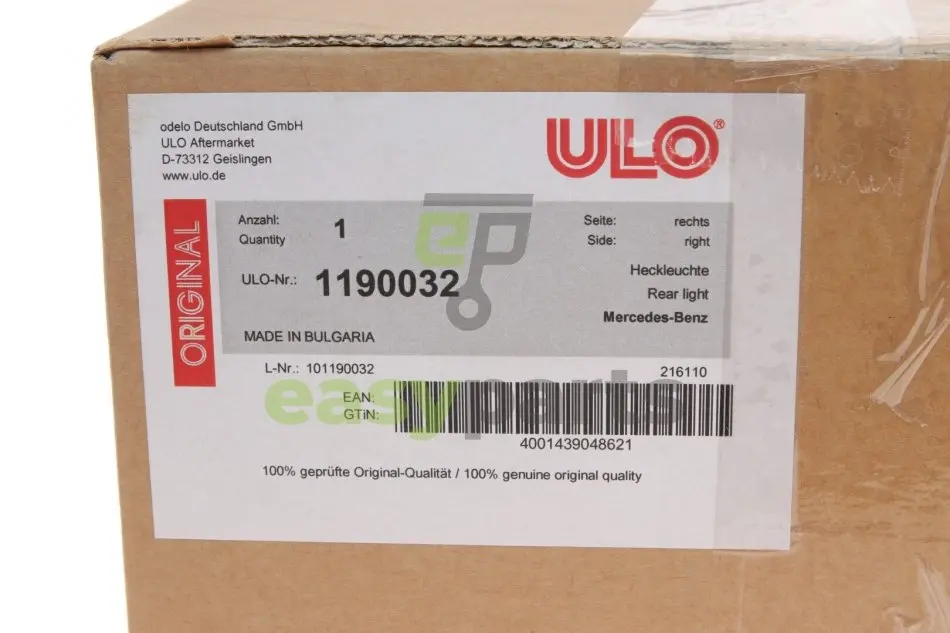 odelo Deutschland GmbH
ULO Aftermarket
D-73312 Geislingen
www.ulo.de
ULO®
ORIGINAL
Anzahl: 1
Quantity
Seite: rechts
Side: right
ULO-Nr.: 1190032
Heckleuchte
Rear light
Mercedes-Benz
MADE IN BULGARIA
L-Nr.: 101190032
216110
EAN:
GTiN:
4001439048621
100% geprüfte Original-Qualität / 100% genuine original quality
ep
easyparts